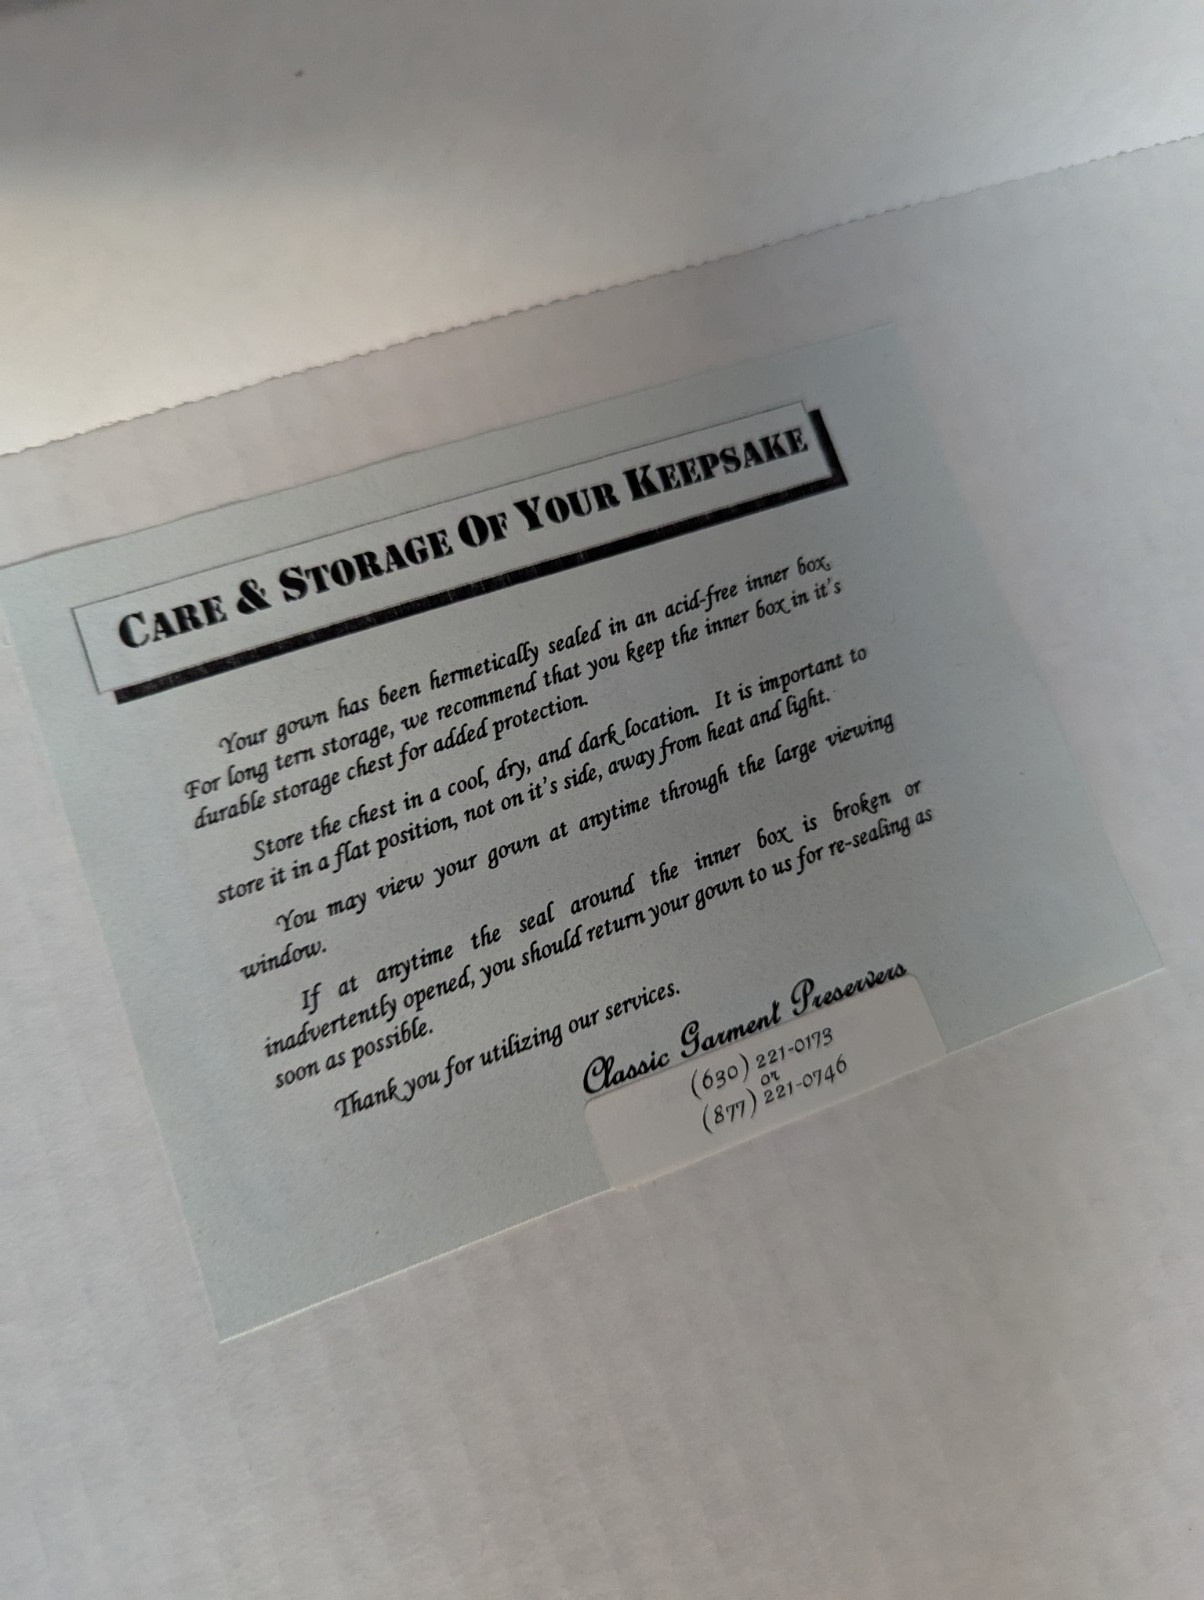 CARE & STORAGE OF YOUR KEEPSAKE
Your gown has been hermetically sealed in an acid-free inner box.
For long tern storage, we recommend that you keep the inner box in it's
durable storage chest for added protection.
Store the chest in a cool, dry, and dark location. It is important to
store it in a flat position, not on it's side, away from heat and light.
You may view your gown at anytime through the large viewing
window.
If at anytime the seal around the inner box is broken or
inadvertently opened, you should return your gown to us for re-sealing as
soon as possible.
Thank you for utilizing our services.
Classic Garment Preservers
(630) 221-0173
or
(877) 221-0746